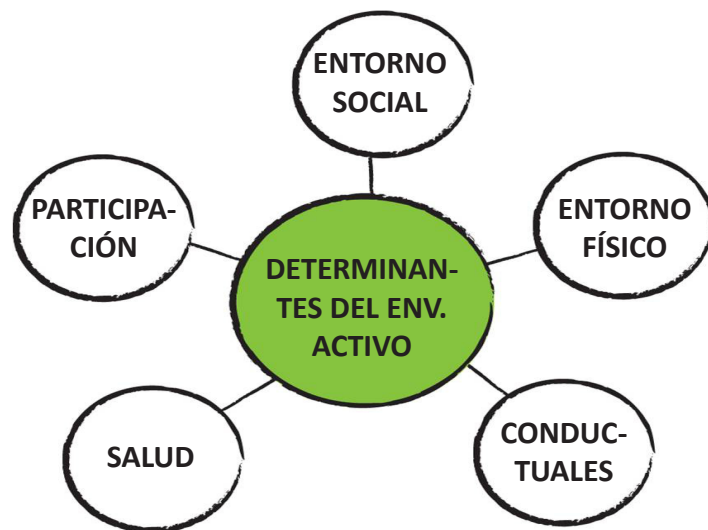 ENTORNO
SOCIAL
PARTICIPA-
CIÓN
ENTORNO
FÍSICO
DETERMINAN-
TES DEL ENV.
ACTIVO
SALUD
CONDUC-
TUALES